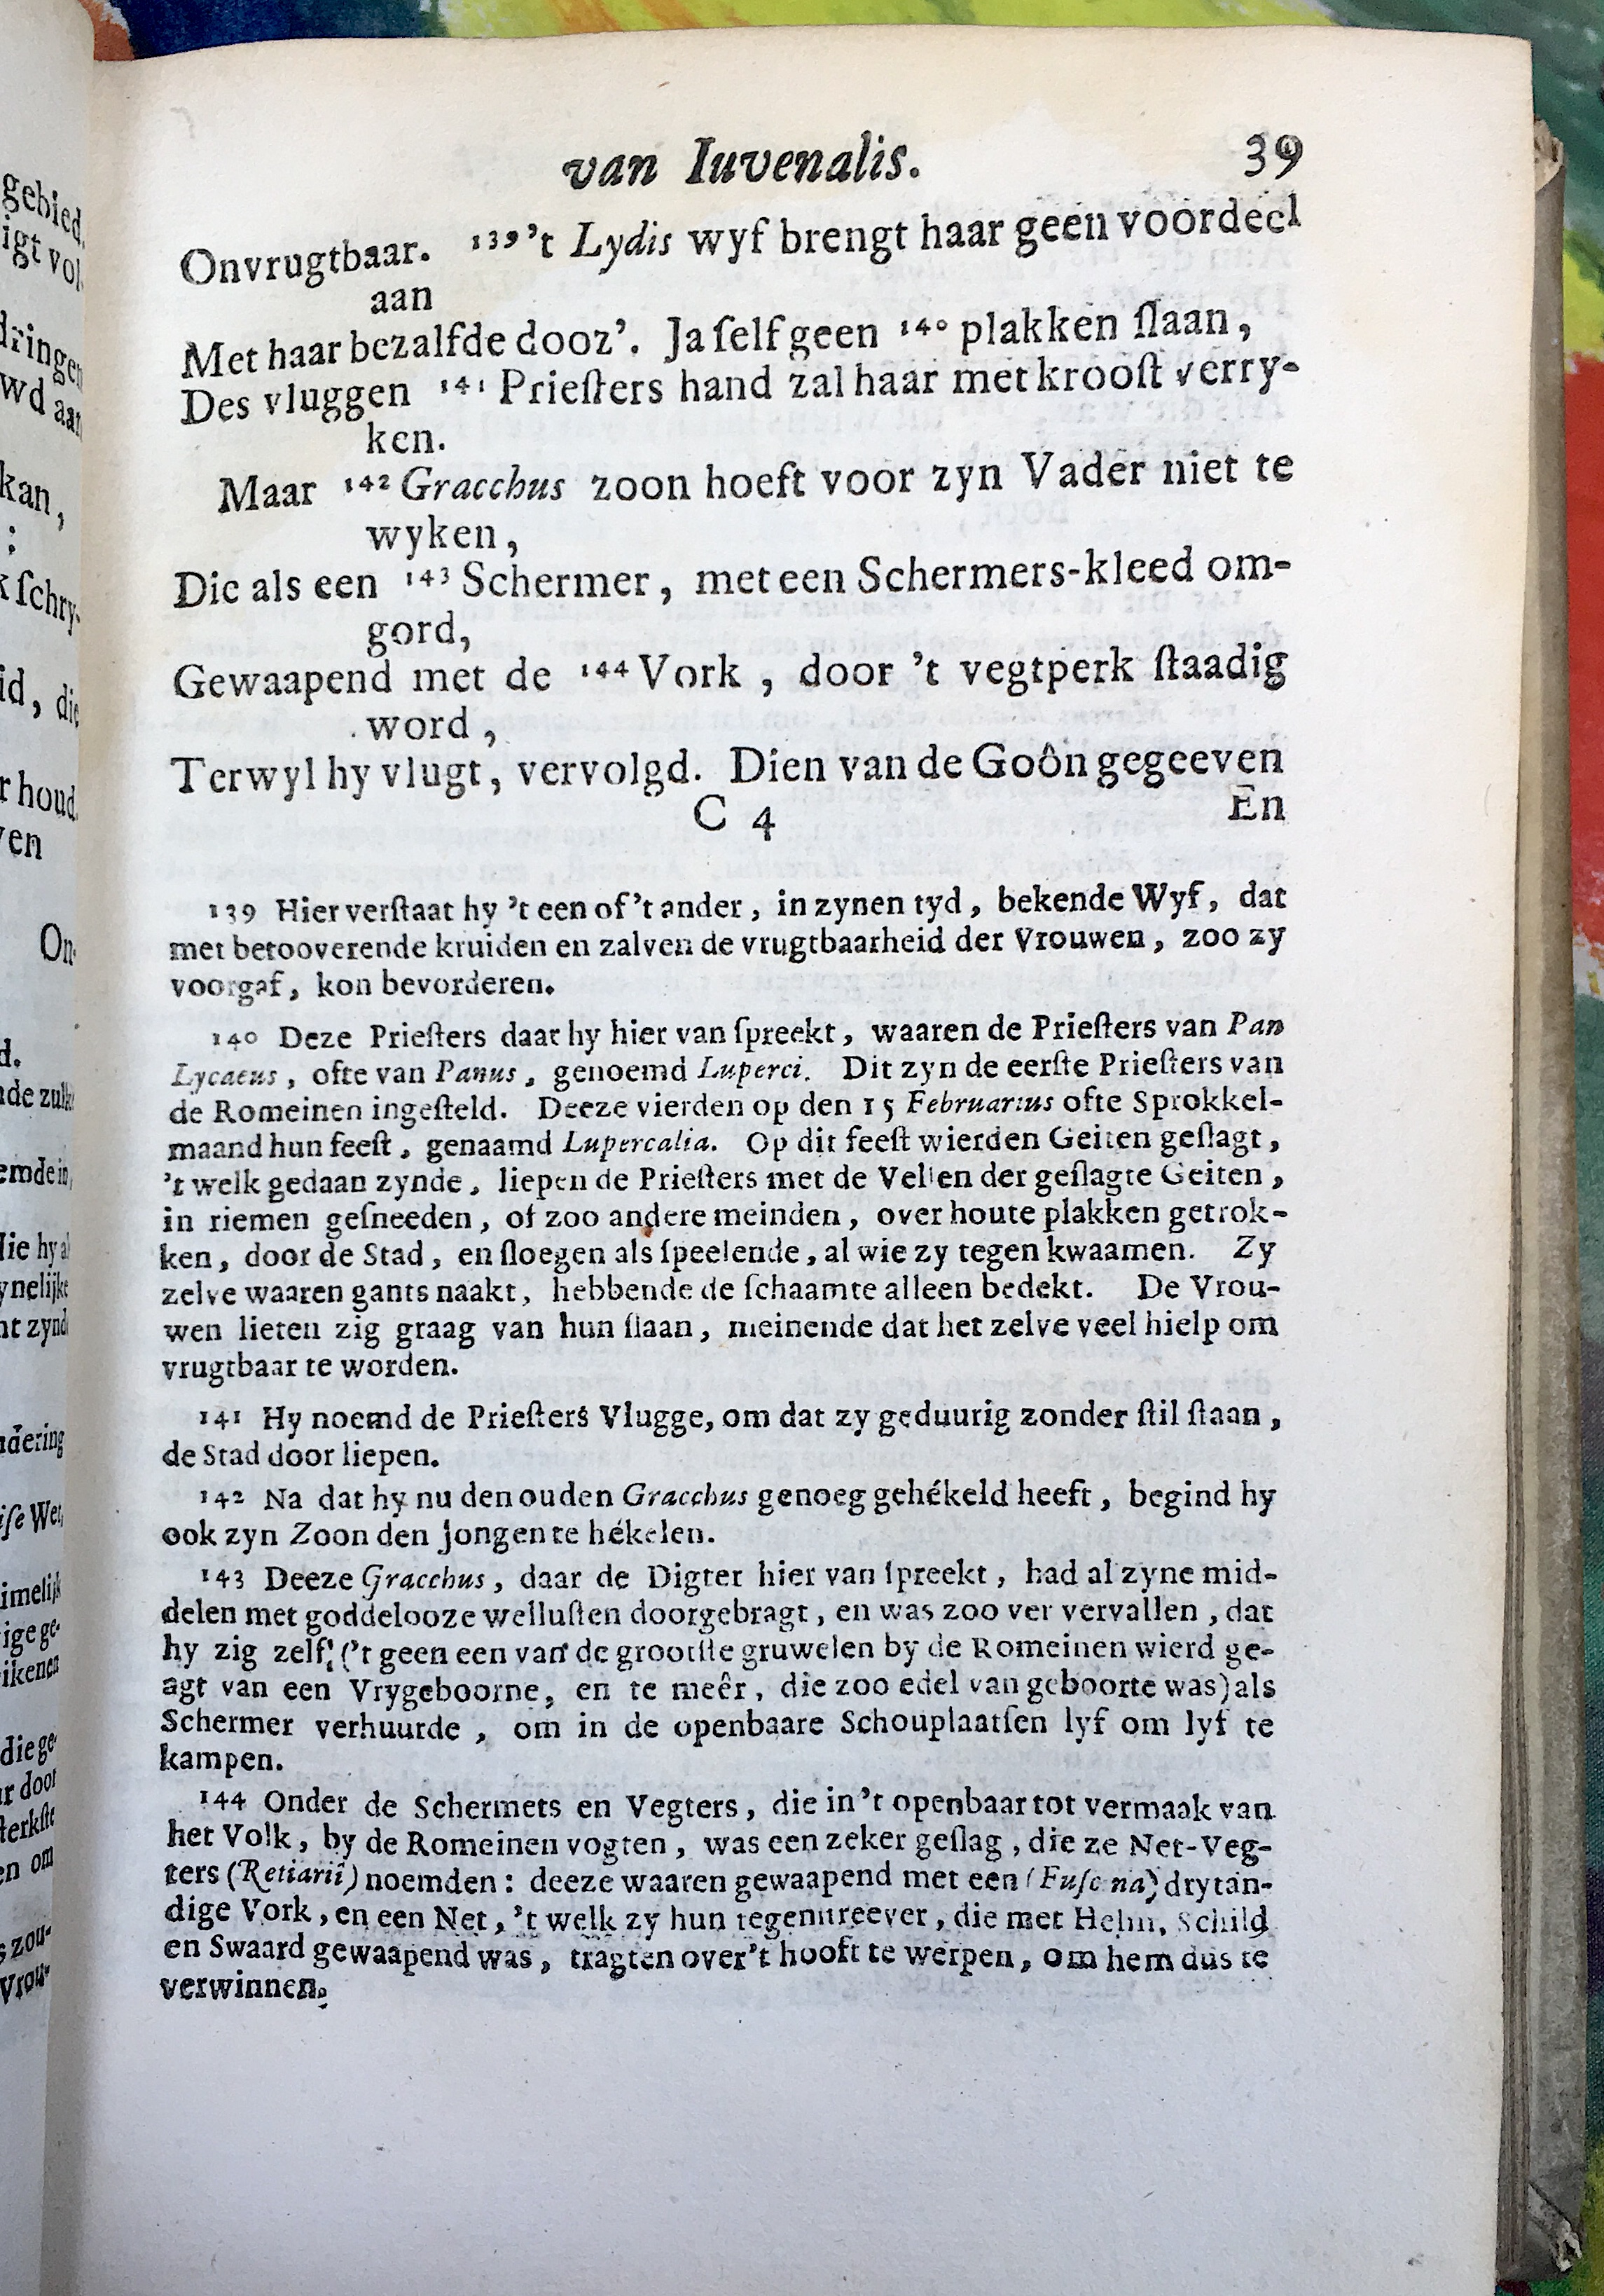 van Iuvenalis. 39
Onvrugtbaar. 139 't Lydis wyf brengt haar geen voordeel
aan
Met haar bezalfde dooz'. Ja ſelf geen 140 plakken ſlaan,
Des vluggen 141 Prieſters hand zal haar met krooſt verry-
ken.
Maar 142 Gracchus zoon hoeft voor zyn Vader niet te
wyken,
Die als een 143 Schermer, met een Schermers-kleed om-
gord,
Gewaapend met de 144 Vork, door 't vegtperk ſtaadig
word,
Terwyl hy vlugt, vervolgd. Dien van de Goôn gegeeven
C 4 En
139 Hier verſtaat hy 't een of 't ander, in zynen tyd, bekende Wyf, dat
met betooverende kruiden en zalven de vrugtbaarheid der Vrouwen, zoo zy
voorgaf, kon bevorderen.
140 Deze Prieſters daar hy hier van ſpreekt, waaren de Prieſters van Pan
Lycaeus, ofte van Panus, genoemd Luperci. Dit zyn de eerſte Prieſters van
de Romeinen ingeſteld. Deeze vierden op den 15 Februarius ofte Sprokkel-
maand hun feeſt, genaamd Lupercalia. Op dit feeſt wierden Geiten geſlagt,
't welk gedaan zynde, liepen de Prieſters met de Vellen der geſlagte Geiten,
in riemen geſneeden, of zoo andere meinden, over houte plakken getrok-
ken, door de Stad, en ſloegen als ſpeelende, al wie zy tegen kwaamen. Zy
zelve waaren gants naakt, hebbende de ſchaamte alleen bedekt. De Vrou-
wen lieten zig graag van hun ſlaan, meinende dat het zelve veel hielp om
vrugtbaar te worden.
141 Hy noemd de Prieſters Vlugge, om dat zy geduurig zonder ſtil ſtaan,
de Stad door liepen.
142 Na dat hy nu den ouden Gracchus genoeg gehékeld heeft, begind hy
ook zyn Zoon den jongen te hékelen.
143 Deeze Gracchus, daar de Digter hier van ſpreekt, had al zyne mid-
delen met goddelooze welluſten doorgebragt, en was zoo ver vervallen, dat
hy zig zelf, ('t geen een van de grootſte gruwelen by de Romeinen wierd ge-
agt van een Vrygeboorne, en te meêr, die zoo edel van geboorte was) als
Schermer verhuurde, om in de openbaare Schouplaatſen lyf om lyf te
kampen.
144 Onder de Schermers en Vegters, die in 't openbaar tot vermaak van
het Volk, by de Romeinen vogten, was een zeker geſlag, die ze Net-Veg-
ters (Retiarii) noemden: deeze waaren gewaapend met een (Fuſcina) drytan-
dige Vork, en een Net, 't welk zy hun tegenſtreever, die met Helm, Schild
en Swaard gewaapend was, tragten over 't hooft te werpen, om hem dus te
verwinnen.